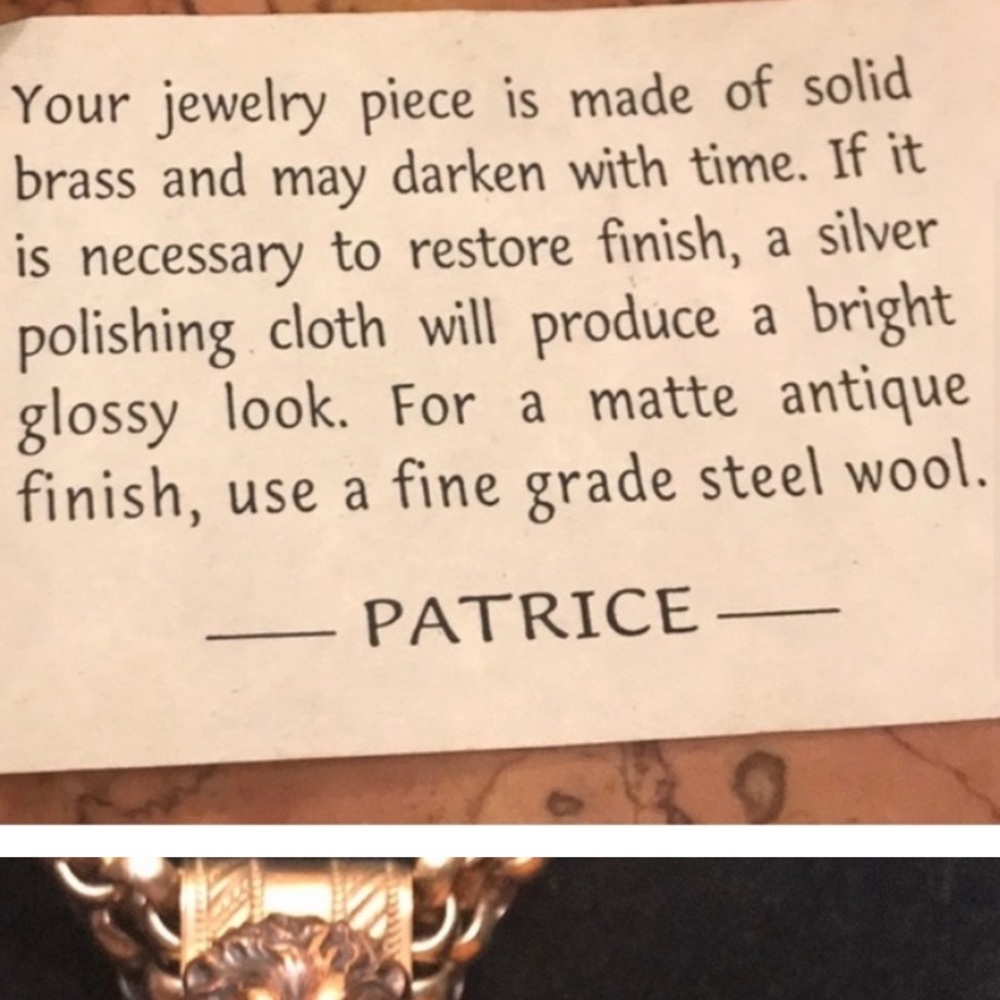 Your jewelry piece is made of solid
brass and may darken with time. If it
is necessary to restore finish, a silver
polishing cloth will produce a bright
glossy look. For a matte antique
finish, use a fine grade steel wool.
PATRICE